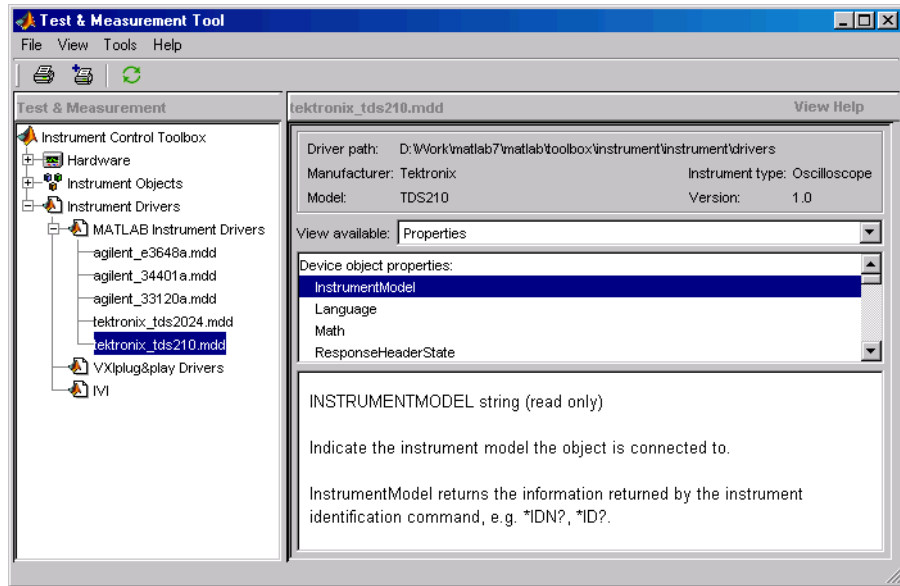 Test & Measurement Tool
File View Tools Help
Test & Measurement
Instrument Control Toolbox
Hardware
Instrument Objects
Instrument Drivers
MATLAB Instrument Drivers
agilent_e3648a.mdd
agilent_34401a.mdd
agilent_33120a.mdd
tektronix_tds2024.mdd
tektronix_tds210.mdd
VXIplug&play Drivers
IVI
tektronix_tds210.mdd View Help
Driver path: D:\Work\matlab7\matlab\toolbox\instrument\instrument\drivers
Manufacturer: Tektronix Instrument type: Oscilloscope
Model: TDS210 Version: 1.0
View available: Properties
Device object properties:
InstrumentModel
Language
Math
ResponseHeaderState
INSTRUMENTMODEL string (read only)
Indicate the instrument model the object is connected to.
InstrumentModel returns the information returned by the instrument
identification command, e.g. *IDN?, *ID?.